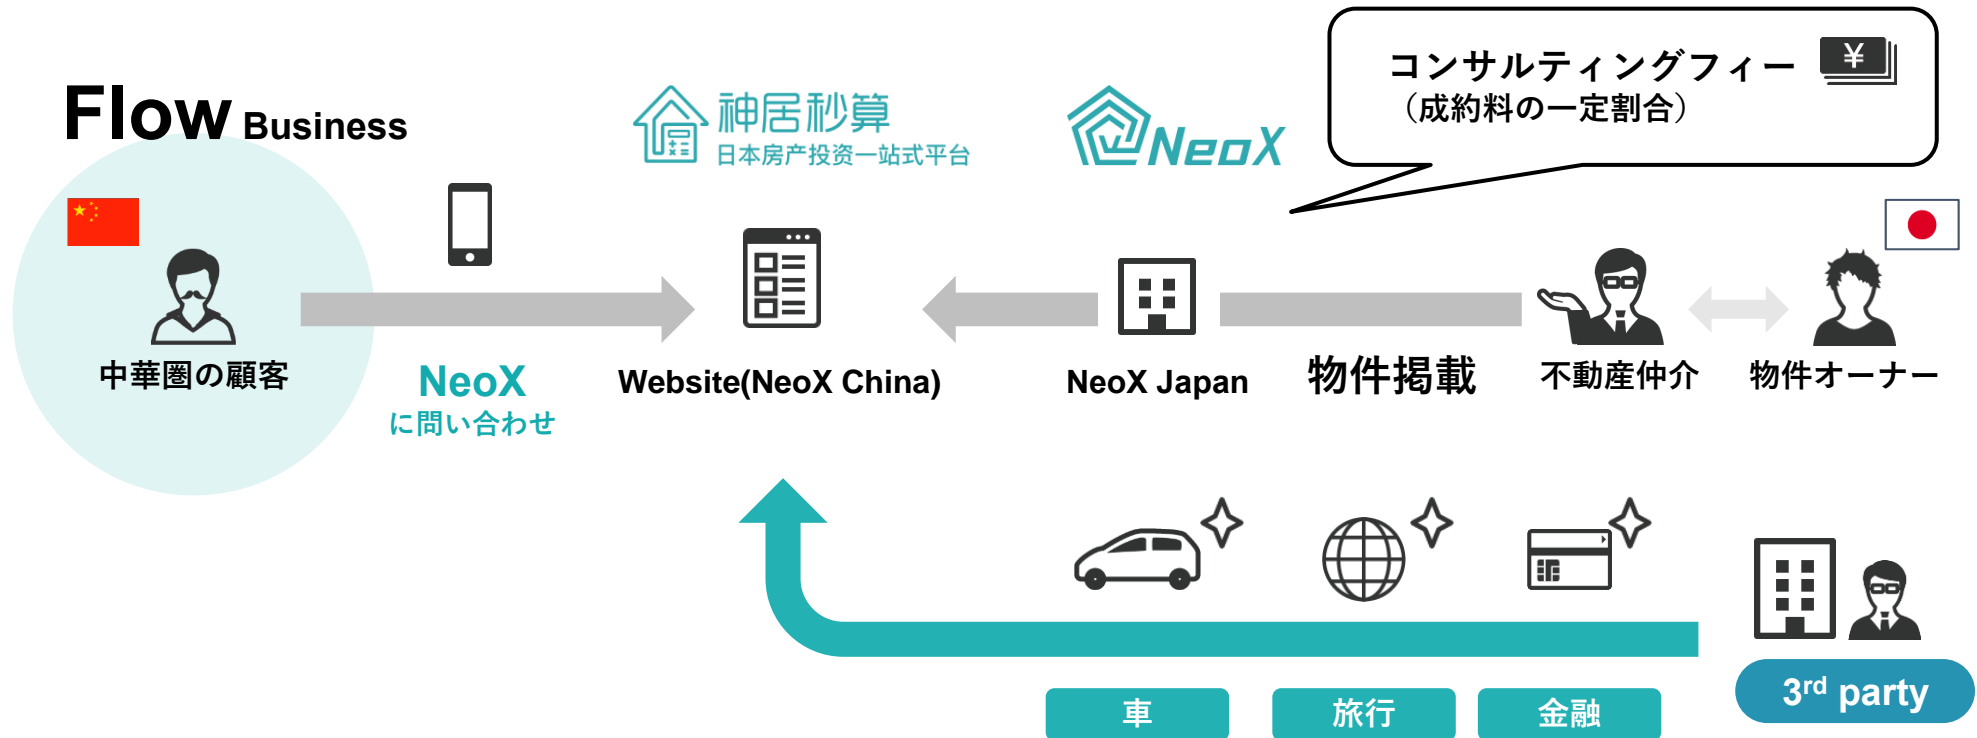 Flow Business
神居秒算
日本房产投资一站式平台
NeoX
コンサルティングフィー
¥
（成約料の一定割合）
中華圏の顧客
NeoX
に問い合わせ
Website(NeoX China)
NeoX Japan
物件掲載
不動産仲介
物件オーナー
車
旅行
金融
3rd party